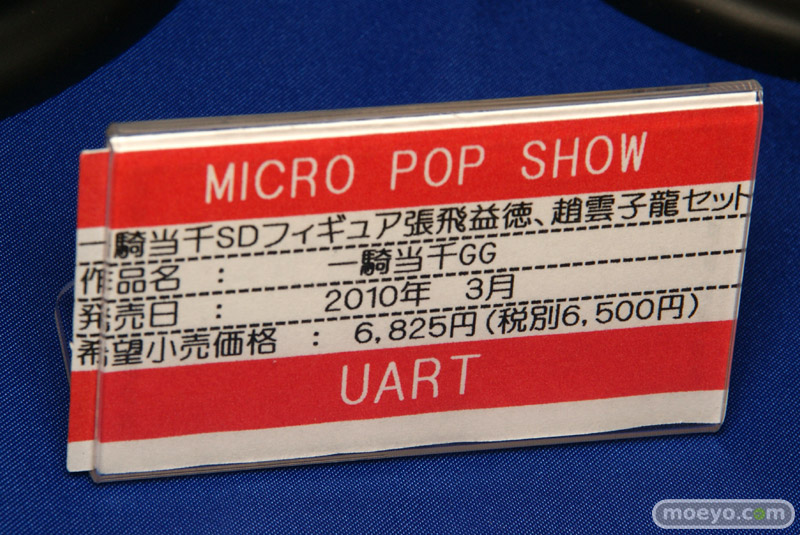 MICRO POP SHOW
一騎当千SDフィギュア張飛益徳、趙雲子龍セット
作品名 : 一騎当千GG
発売日 : 2010年 3月
希望小売価格 : 6,825円(税別6,500円)
UART
moeyo.com